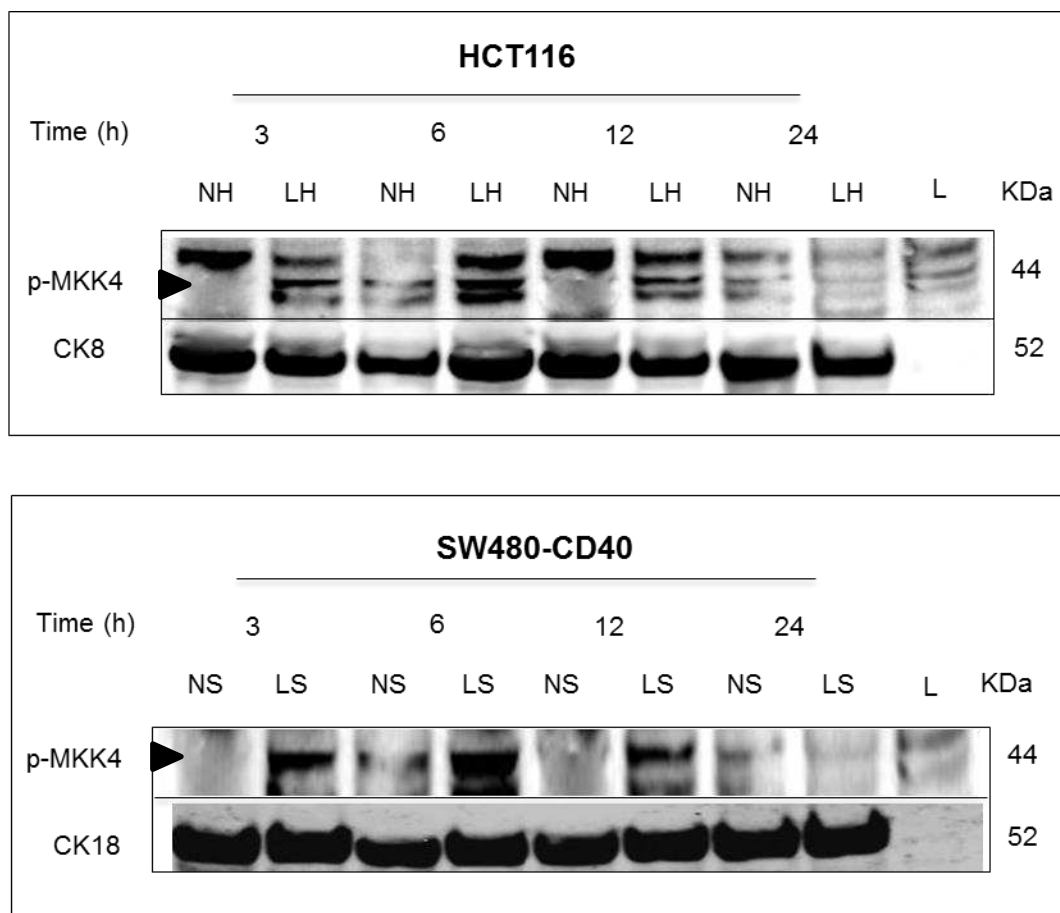 HCT116
Time (h) 3 6 12 24
NH LH NH LH NH LH NH LH L KDa
p-MKK4 44
CK8 52
SW480-CD40
Time (h) 3 6 12 24
NS LS NS LS NS LS NS LS L KDa
p-MKK4 44
CK18 52